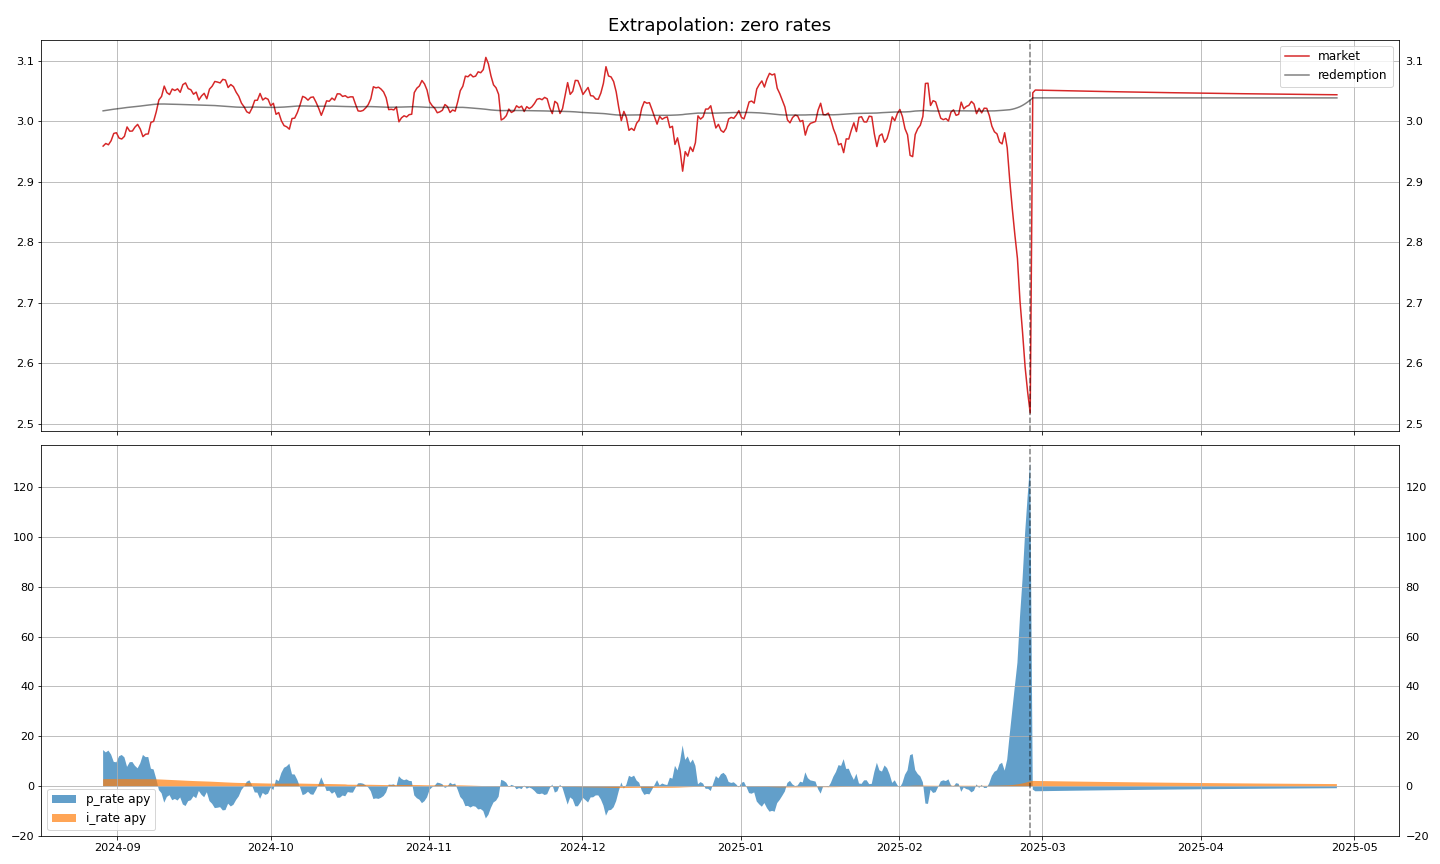 Extrapolation: zero rates
market
redemption
3.1 3.1
3.0 3.0
2.9 2.9
2.8 2.8
2.7 2.7
2.6 2.6
2.5 2.5
120 120
100 100
80 80
60 60
40 40
20 20
0 0
−20 −20
p_rate apy
i_rate apy
2024-09 2024-10 2024-11 2024-12 2025-01 2025-02 2025-03 2025-04 2025-05